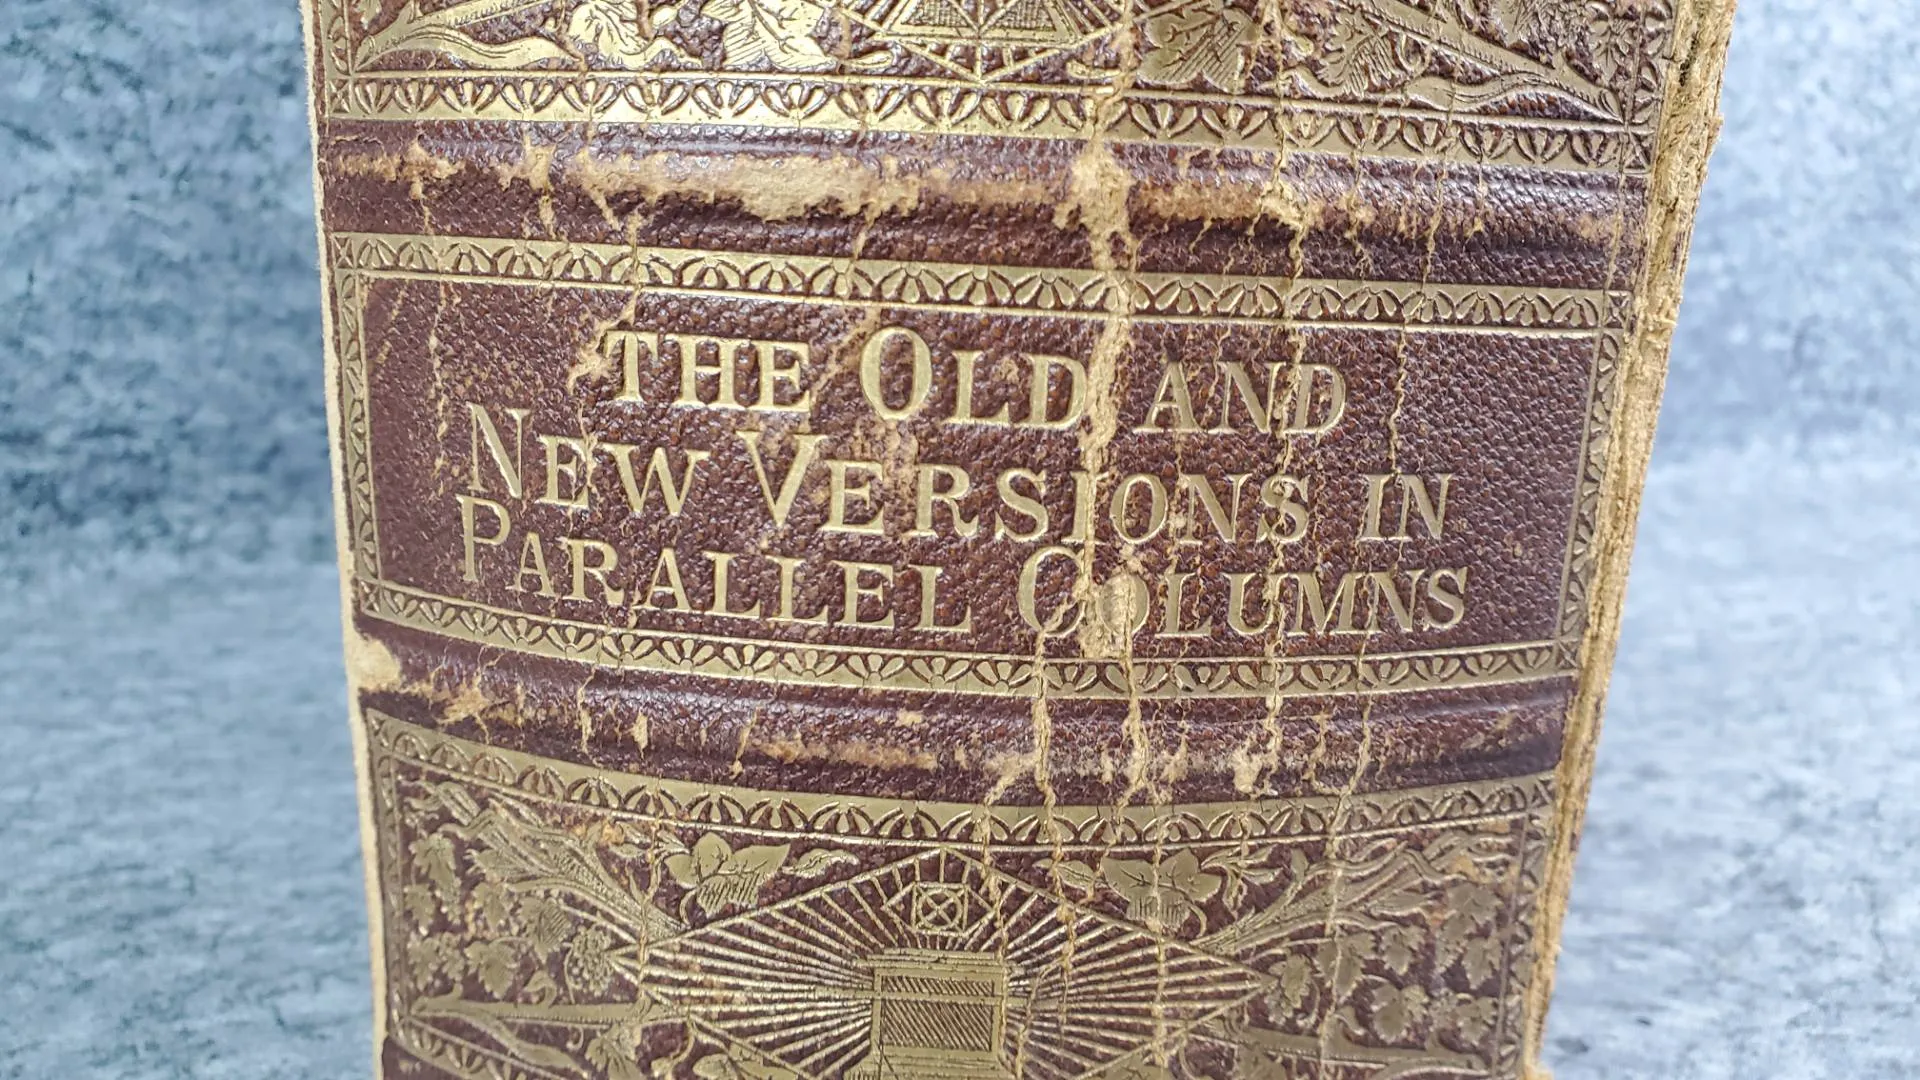 THE OLD AND
NEW VERSIONS IN
PARALLEL COLUMNS